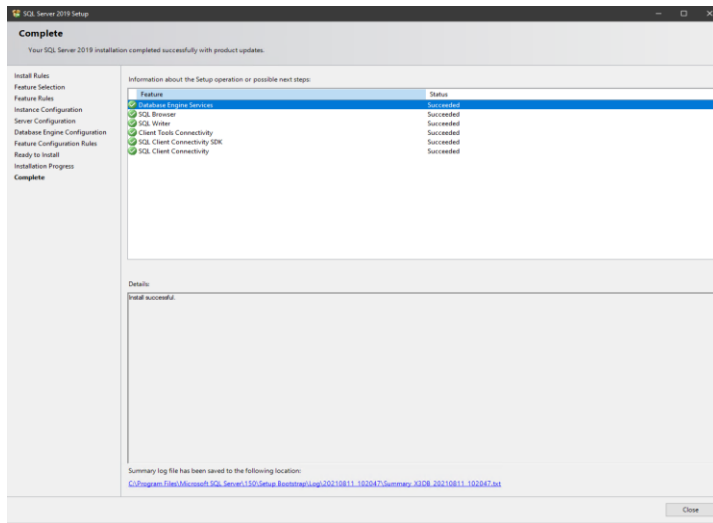 SQL Server 2019 Setup
Complete
Your SQL Server 2019 installation completed successfully with product updates.
Install Rules
Feature Selection
Feature Rules
Instance Configuration
Server Configuration
Database Engine Configuration
Feature Configuration Rules
Ready to Install
Installation Progress
Complete
Information about the Setup operation or possible next steps:
Feature Status
Database Engine Services Succeeded
SQL Browser Succeeded
SQL Writer Succeeded
Client Tools Connectivity Succeeded
SQL Client Connectivity SDK Succeeded
SQL Client Connectivity Succeeded
Details:
Install successful.
Summary log file has been saved to the following location:
C:\Program Files\Microsoft SQL Server\150\Setup Bootstrap\Log\20210811_102047\Summary_X3DB_20210811_102047.txt
Close